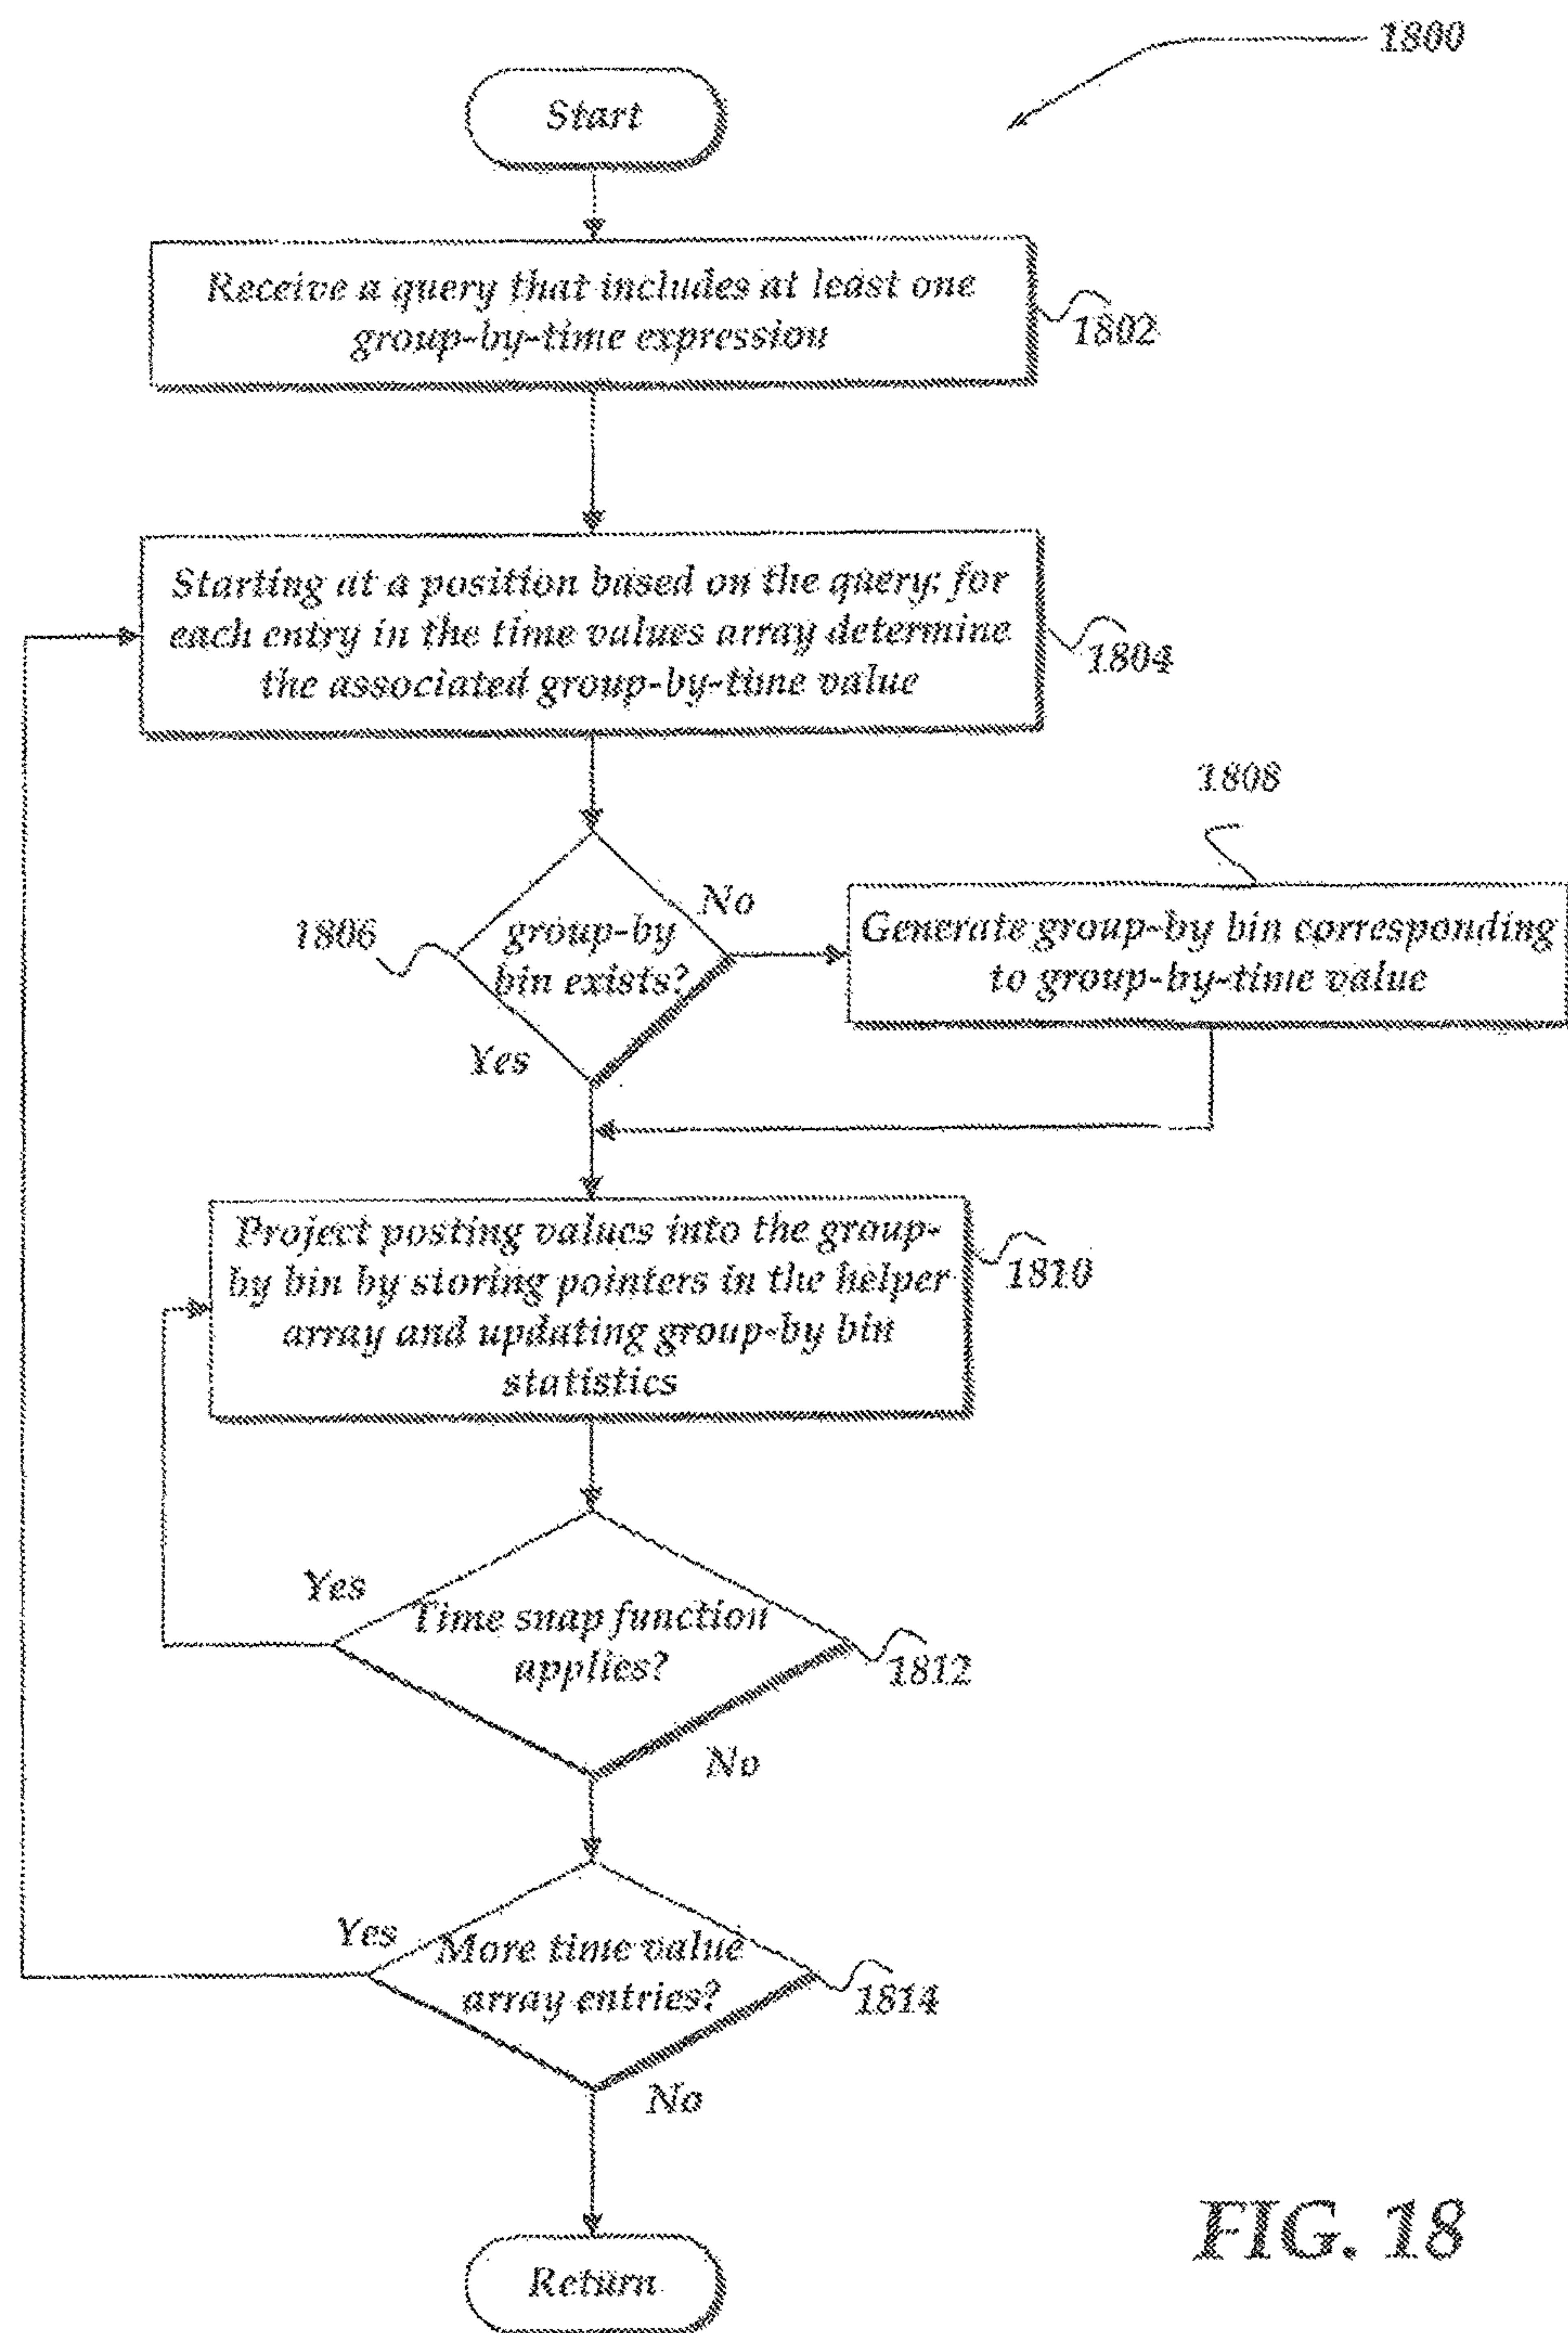 1800
Start
Receive a query that includes at least one
group-by-time expression
1802
Starting at a position based on the query; for
each entry in the time values array determine
the associated group-by-time value
1804
1808
No
1806
group-by
bin exists?
Generate group-by bin corresponding
to group-by-time value
Yes
Project posting values into the group-
by bin by storing pointers in the helper
array and updating group-by bin
statistics
1810
Yes
Time snap function
applies?
1812
No
Yes
More time value
array entries?
1814
No
Return
FIG. 18